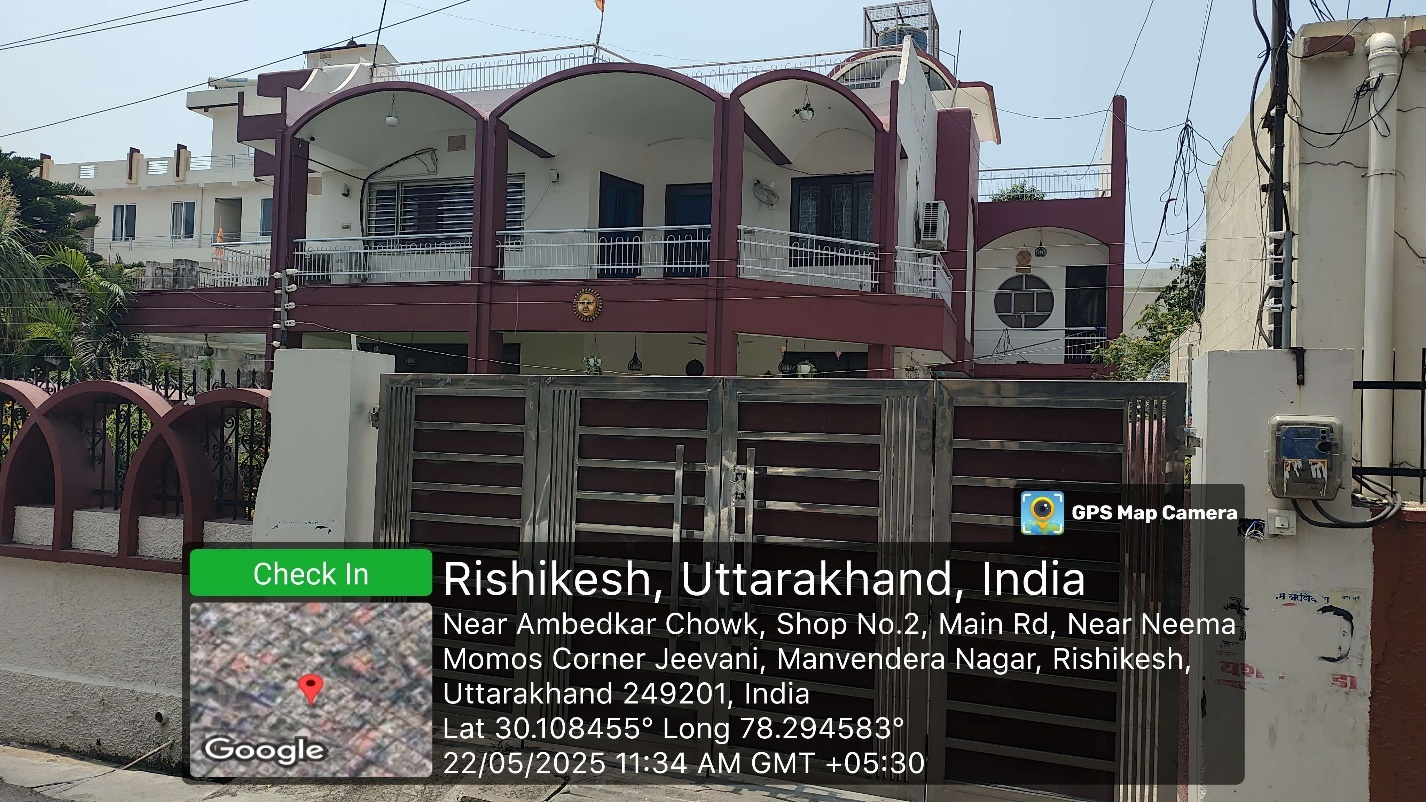 GPS Map Camera
Check In
Rishikesh, Uttarakhand, India
Near Ambedkar Chowk, Shop No.2, Main Rd, Near Neema
Momos Corner Jeevani, Manvendera Nagar, Rishikesh,
Uttarakhand 249201, India
Lat 30.108455° Long 78.294583°
22/05/2025 11:34 AM GMT +05:30
Google